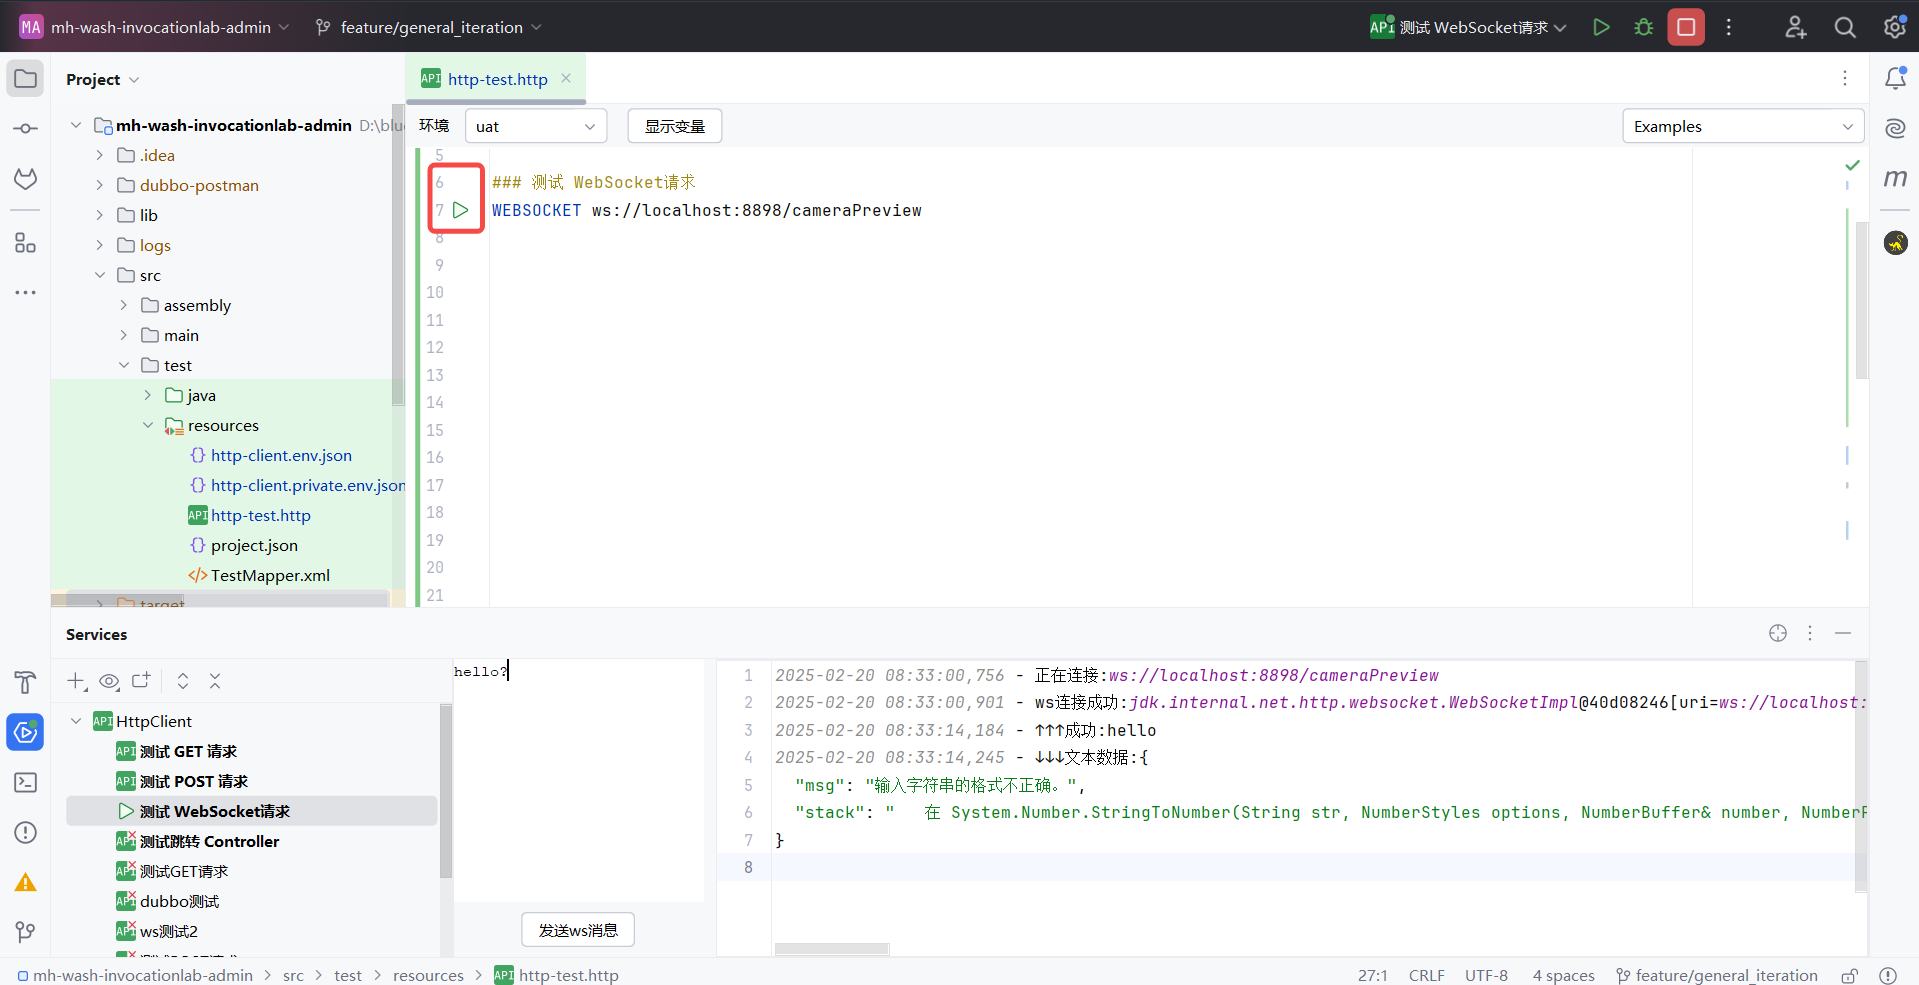 MA mh-wash-invocationlab-admin feature/general_iteration API 测试 WebSocket请求
Project
API http-test.http
环境 uat 显示变量 Examples
mh-wash-invocationlab-admin D:\blu
.idea
dubbo-postman
lib
logs
src
assembly
main
test
java
resources
http-client.env.json
http-client.private.env.json
API http-test.http
project.json
TestMapper.xml
target
5
6 ### 测试 WebSocket请求
7 WEBSOCKET ws://localhost:8898/cameraPreview
8
9
10
11
12
13
14
15
16
17
18
19
20
21
m
Services
API HttpClient
API 测试 GET 请求
API 测试 POST 请求
测试 WebSocket请求
API 测试跳转 Controller
API 测试GET请求
API dubbo测试
API ws测试2
hello?
发送ws消息
1 2025-02-20 08:33:00,756 - 正在连接:ws://localhost:8898/cameraPreview
2 2025-02-20 08:33:00,901 - ws连接成功:jdk.internal.net.http.websocket.WebSocketImpl@40d08246[uri=ws://localhost:
3 2025-02-20 08:33:14,184 - ↑↑↑成功:hello
4 2025-02-20 08:33:14,245 - ↓↓↓文本数据:{
5 "msg": "输入字符串的格式不正确。",
6 "stack": " 在 System.Number.StringToNumber(String str, NumberStyles options, NumberBuffer& number, NumberF
7 }
8
mh-wash-invocationlab-admin > src > test > resources > API http-test.http
27:1 CRLF UTF-8 4 spaces feature/general_iteration